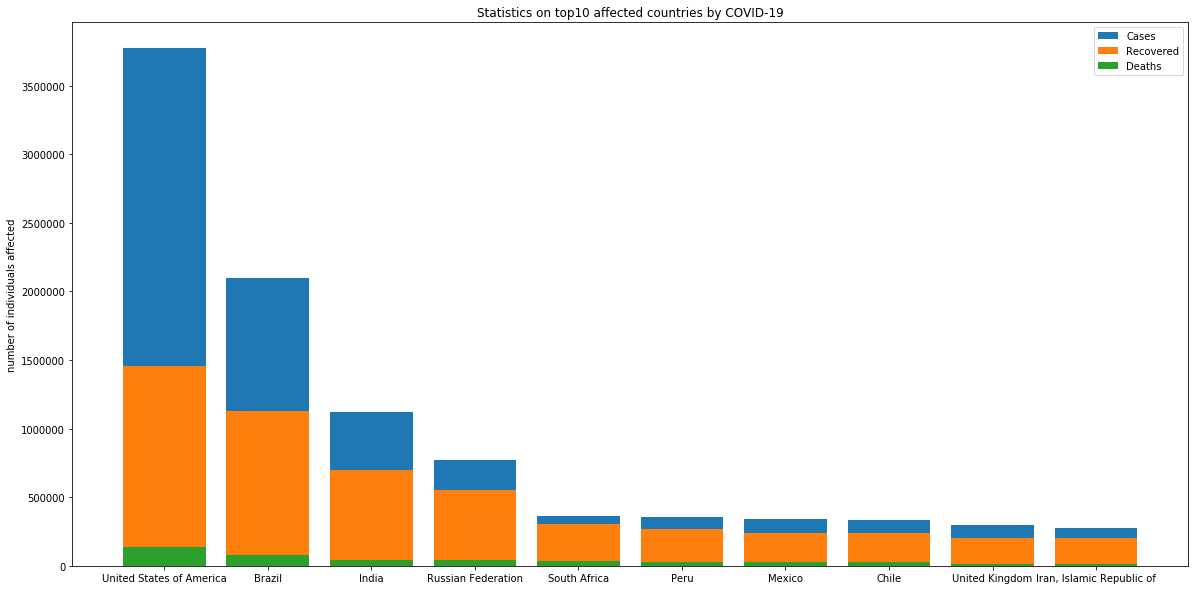 Statistics on top10 affected countries by COVID-19
Cases
Recovered
Deaths
number of individuals affected
3500000
3000000
2500000
2000000
1500000
1000000
500000
0
United States of America Brazil India Russian Federation South Africa Peru Mexico Chile United Kingdom Iran, Islamic Republic of